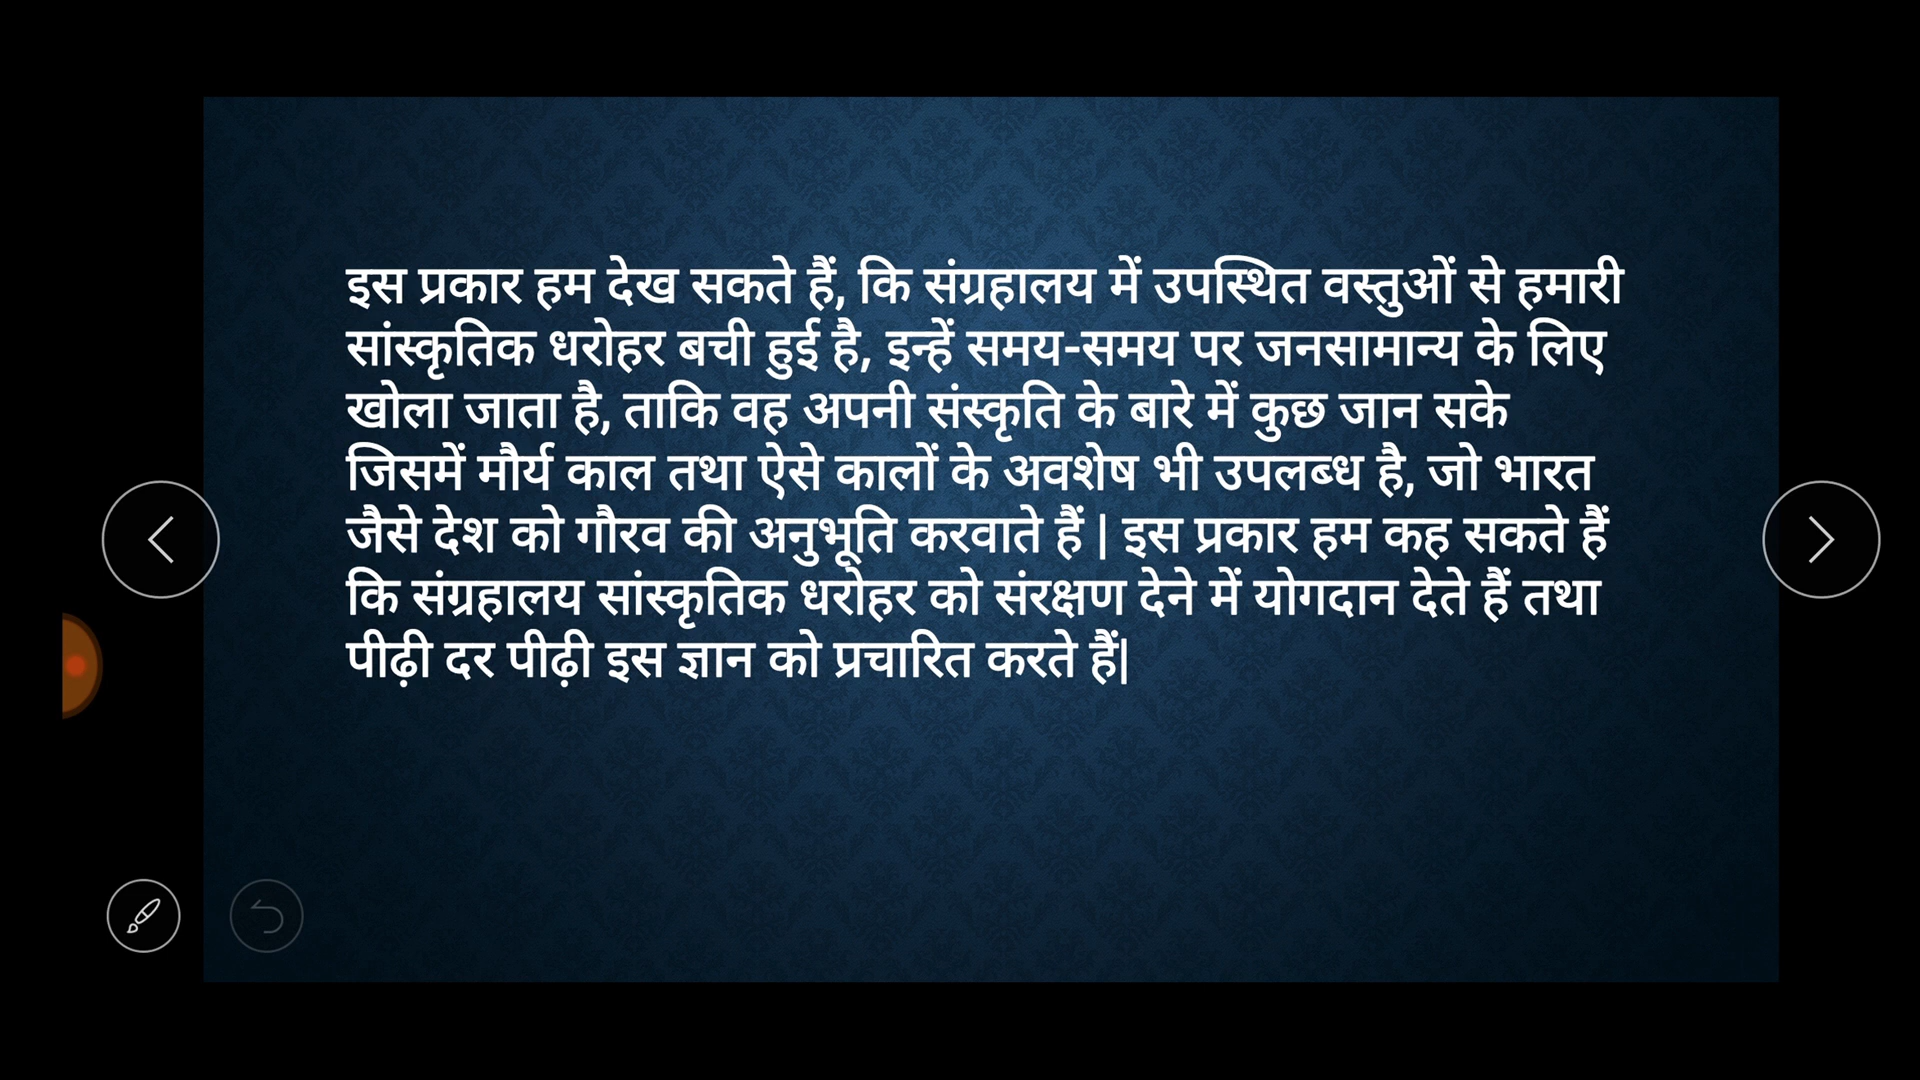 इस प्रकार हम देख सकते हैं, कि संग्रहालय में उपस्थित वस्तुओं से हमारी
सांस्कृतिक धरोहर बची हुई है, इन्हें समय-समय पर जनसामान्य के लिए
खोला जाता है, ताकि वह अपनी संस्कृति के बारे में कुछ जान सके
जिसमें मौर्य काल तथा ऐसे कालों के अवशेष भी उपलब्ध है, जो भारत
जैसे देश को गौरव की अनुभूति करवाते हैं | इस प्रकार हम कह सकते हैं
कि संग्रहालय सांस्कृतिक धरोहर को संरक्षण देने में योगदान देते हैं तथा
पीढ़ी दर पीढ़ी इस ज्ञान को प्रचारित करते हैं|